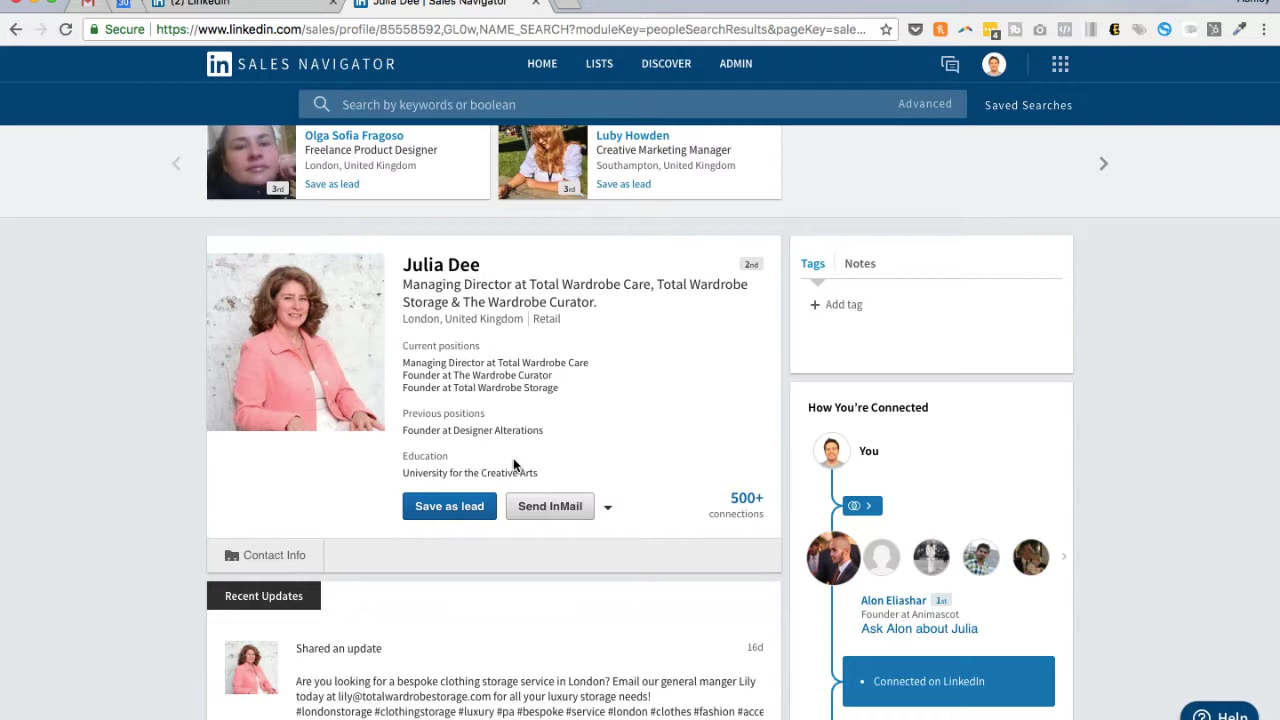 (2) LinkedIn
Julia Dee | Sales Navigator
Secure | https://www.linkedin.com/sales/profile/85558592,GL0w,NAME_SEARCH?moduleKey=peopleSearchResults&pageKey=sale...
in SALES NAVIGATOR
HOME LISTS DISCOVER ADMIN
Search by keywords or boolean Advanced Saved Searches
Olga Sofia Fragoso
Freelance Product Designer
London, United Kingdom
3rd Save as lead
Luby Howden
Creative Marketing Manager
Southampton, United Kingdom
3rd Save as lead
Julia Dee 2nd
Managing Director at Total Wardrobe Care, Total Wardrobe
Storage & The Wardrobe Curator.
London, United Kingdom | Retail
Current positions
Managing Director at Total Wardrobe Care
Founder at The Wardrobe Curator
Founder at Total Wardrobe Storage
Previous positions
Founder at Designer Alterations
Education
University for the Creative Arts
Save as lead Send InMail
500+
connections
Contact Info
Tags Notes
+ Add tag
How You’re Connected
You
Alon Eliashar 1st
Founder at Animascot
Ask Alon about Julia
• Connected on LinkedIn
Recent Updates
Shared an update 16d
Are you looking for a bespoke clothing storage service in London? Email our general manger Lily
today at lily@totalwardrobestorage.com for all your luxury storage needs!
#londonstorage #clothingstorage #luxury #pa #bespoke #service #london #clothes #fashion #acce
Help